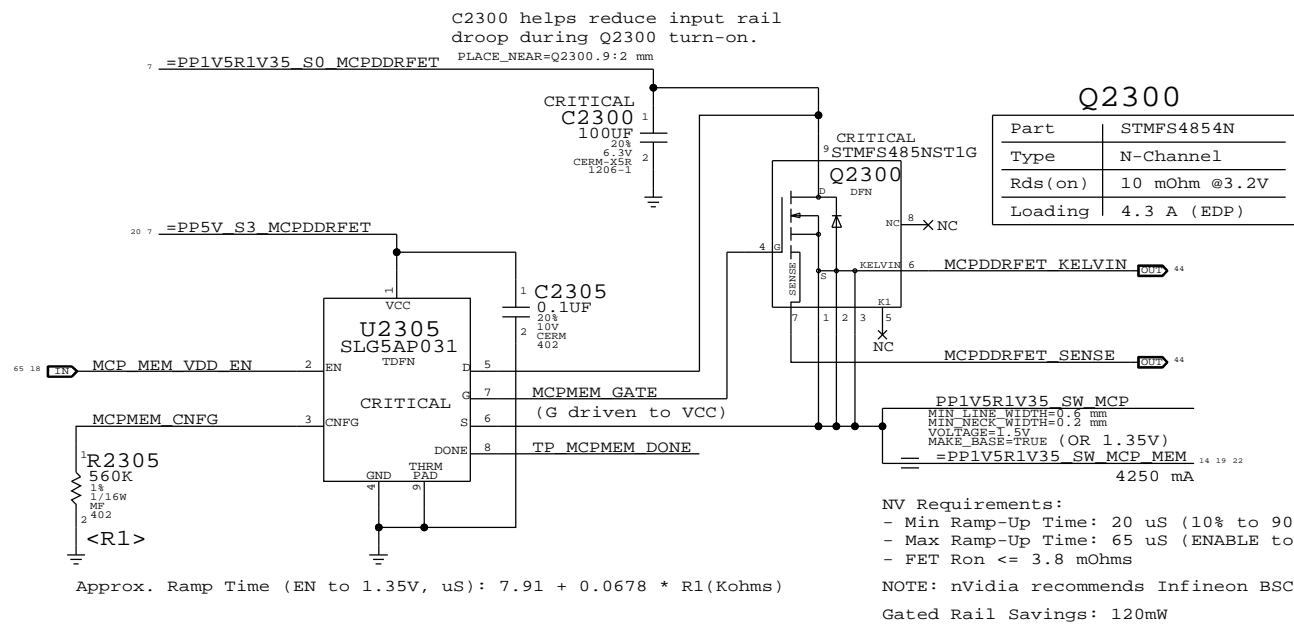 C2300 helps reduce input rail
droop during Q2300 turn-on.
PLACE_NEAR=Q2300.9:2 mm
7 =PP1V5R1V35_S0_MCPDDRFET
CRITICAL
C2300 1
100UF
20%
6.3V 2
CERM-X5R
1206-1
CRITICAL
9 STMFS485NST1G
Q2300
DFN
D
NC 8 NC
4 G
SENSE
S
KELVIN 6 MCPDDRFET_KELVIN OUT 44
K1
7 1 2 3 5
NC
MCPDDRFET_SENSE OUT 44
Q2300
Part STMFS4854N
Type N-Channel
Rds(on) 10 mOhm @3.2V
Loading 4.3 A (EDP)
20 7 =PP5V_S3_MCPDDRFET
1 C2305
0.1UF
20%
2 10V
CERM
402
1
VCC
U2305
SLG5AP031
TDFN
65 18 IN MCP_MEM_VDD_EN 2 EN
D 5
G 7 MCPMEM_GATE
(G driven to VCC)
CRITICAL
MCPMEM_CNFG 3 CNFG
S 6
DONE 8 TP_MCPMEM_DONE
THRM
GND PAD
4 9
1 R2305
560K
1%
1/16W
MF
2 402
<R1>
PP1V5R1V35_SW_MCP
MIN_LINE_WIDTH=0.6 mm
MIN_NECK_WIDTH=0.2 mm
VOLTAGE=1.5V
MAKE_BASE=TRUE (OR 1.35V)
=PP1V5R1V35_SW_MCP_MEM 14 19 22
4250 mA
NV Requirements:
- Min Ramp-Up Time: 20 uS (10% to 90
- Max Ramp-Up Time: 65 uS (ENABLE to
- FET Ron <= 3.8 mOhms
Approx. Ramp Time (EN to 1.35V, uS): 7.91 + 0.0678 * R1(Kohms)
NOTE: nVidia recommends Infineon BSC
Gated Rail Savings: 120mW